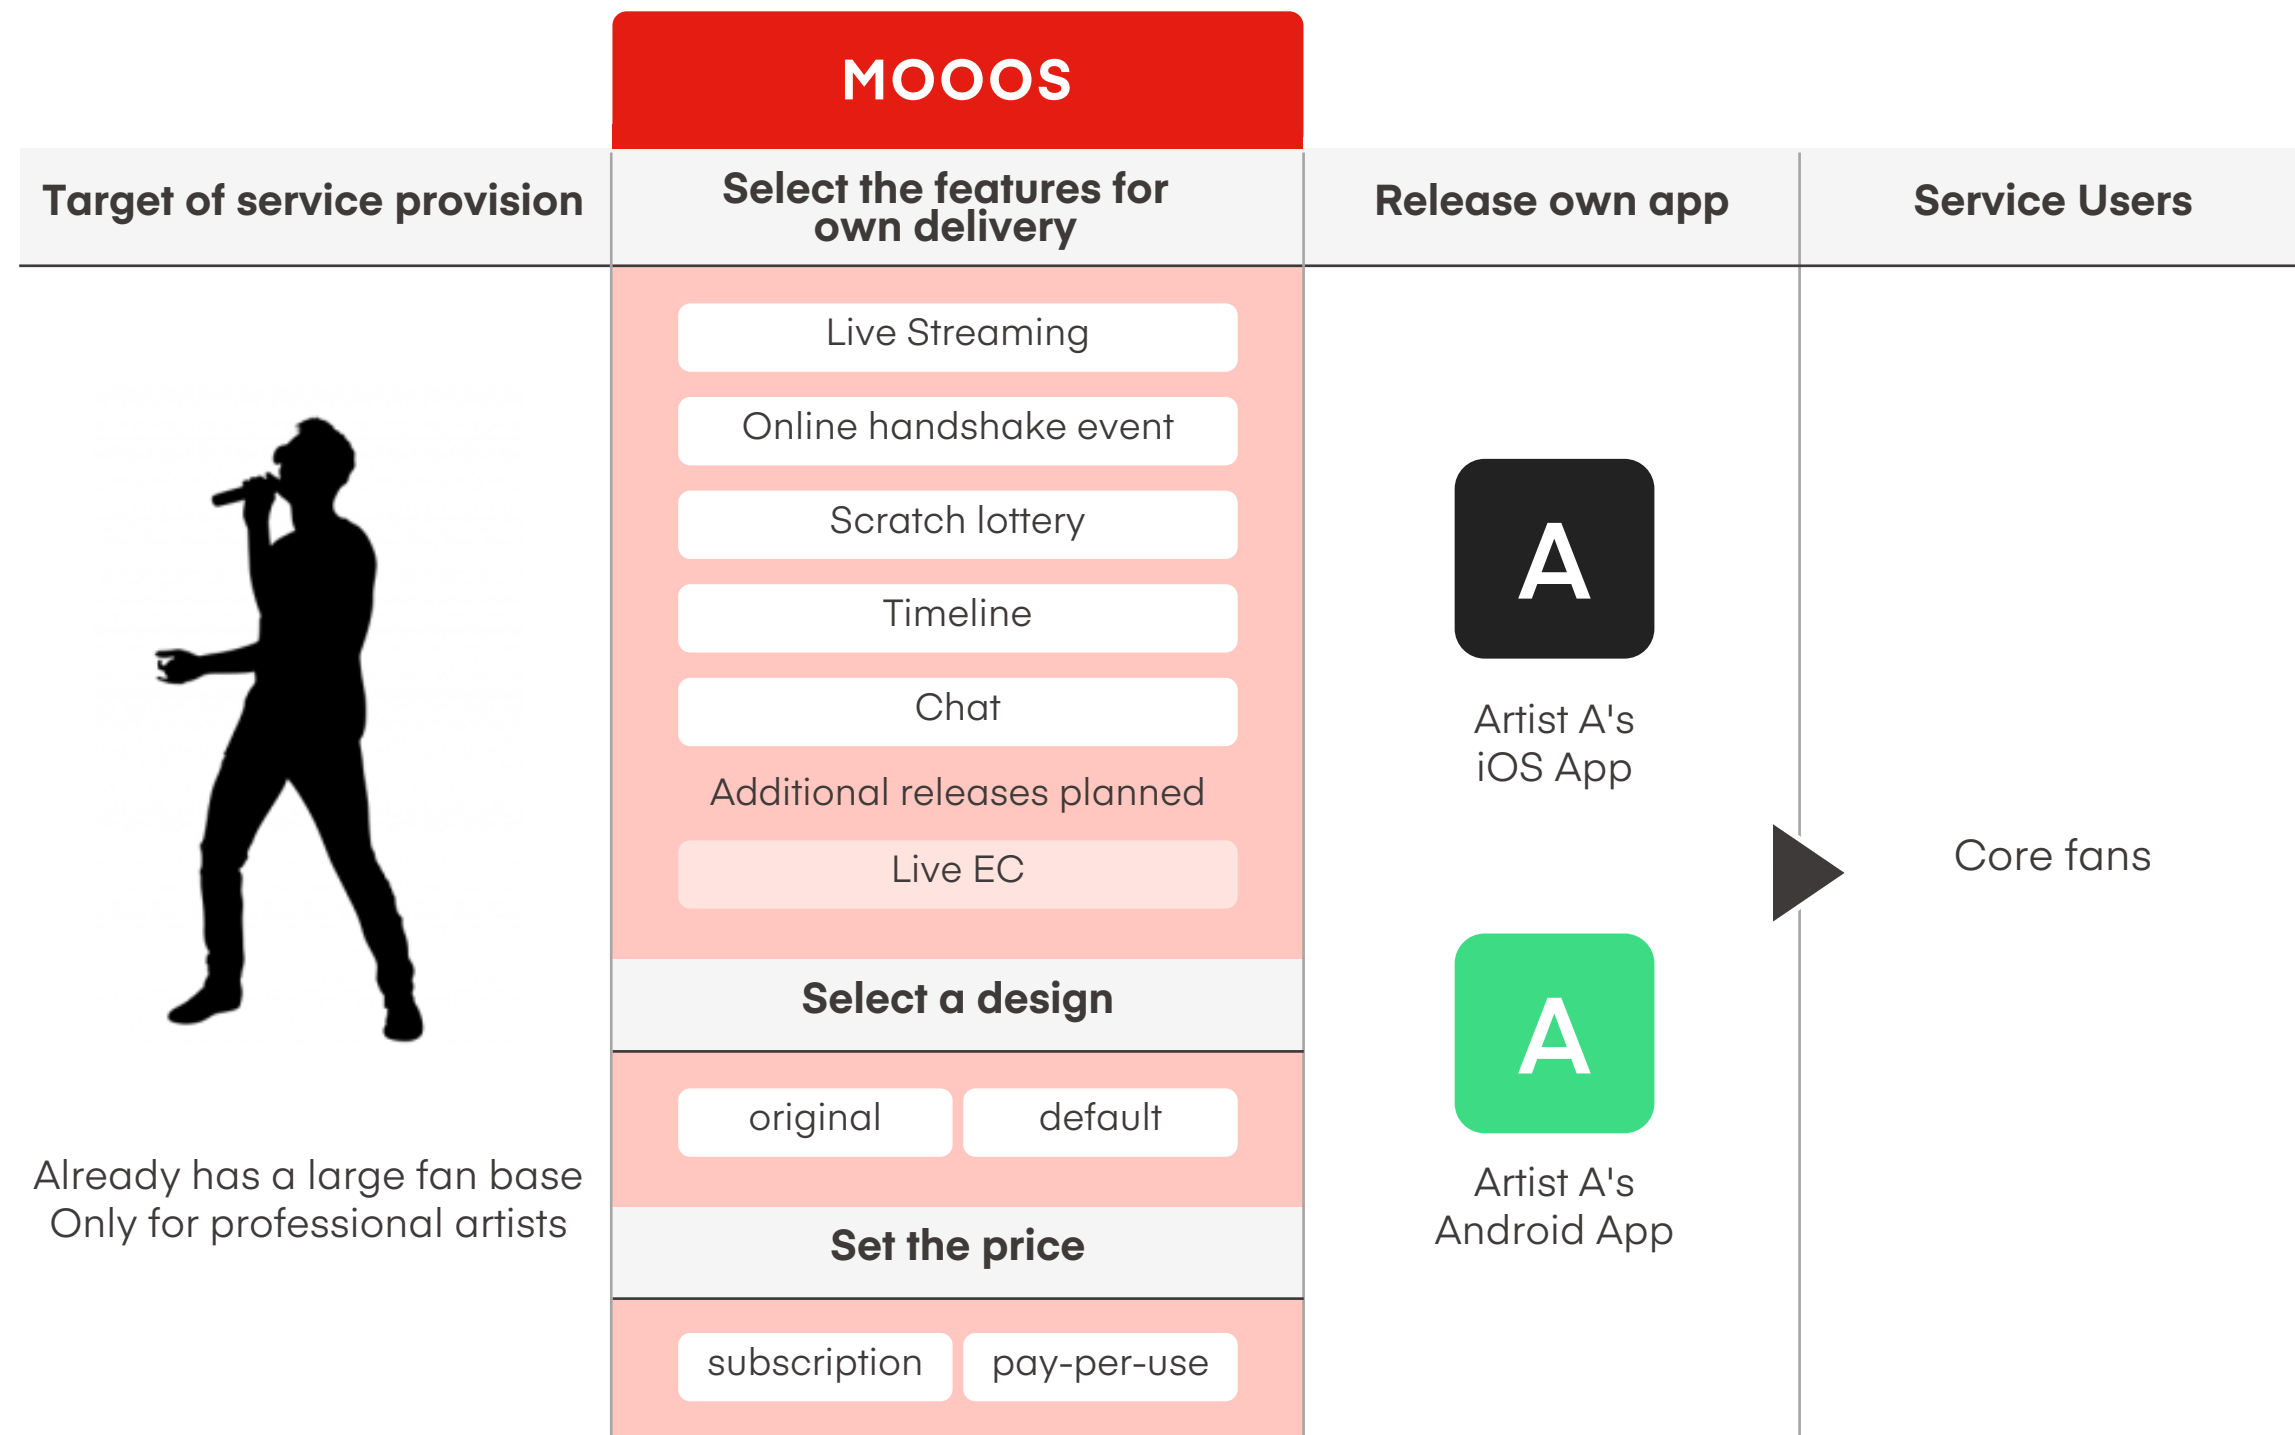 MOOOS
Target of service provision
Select the features for
own delivery
Release own app
Service Users
Live Streaming
Online handshake event
Scratch lottery
Timeline
Chat
Additional releases planned
Live EC
Select a design
original
default
Set the price
subscription
pay-per-use
Already has a large fan base
Only for professional artists
A
Artist A's
iOS App
A
Artist A's
Android App
Core fans